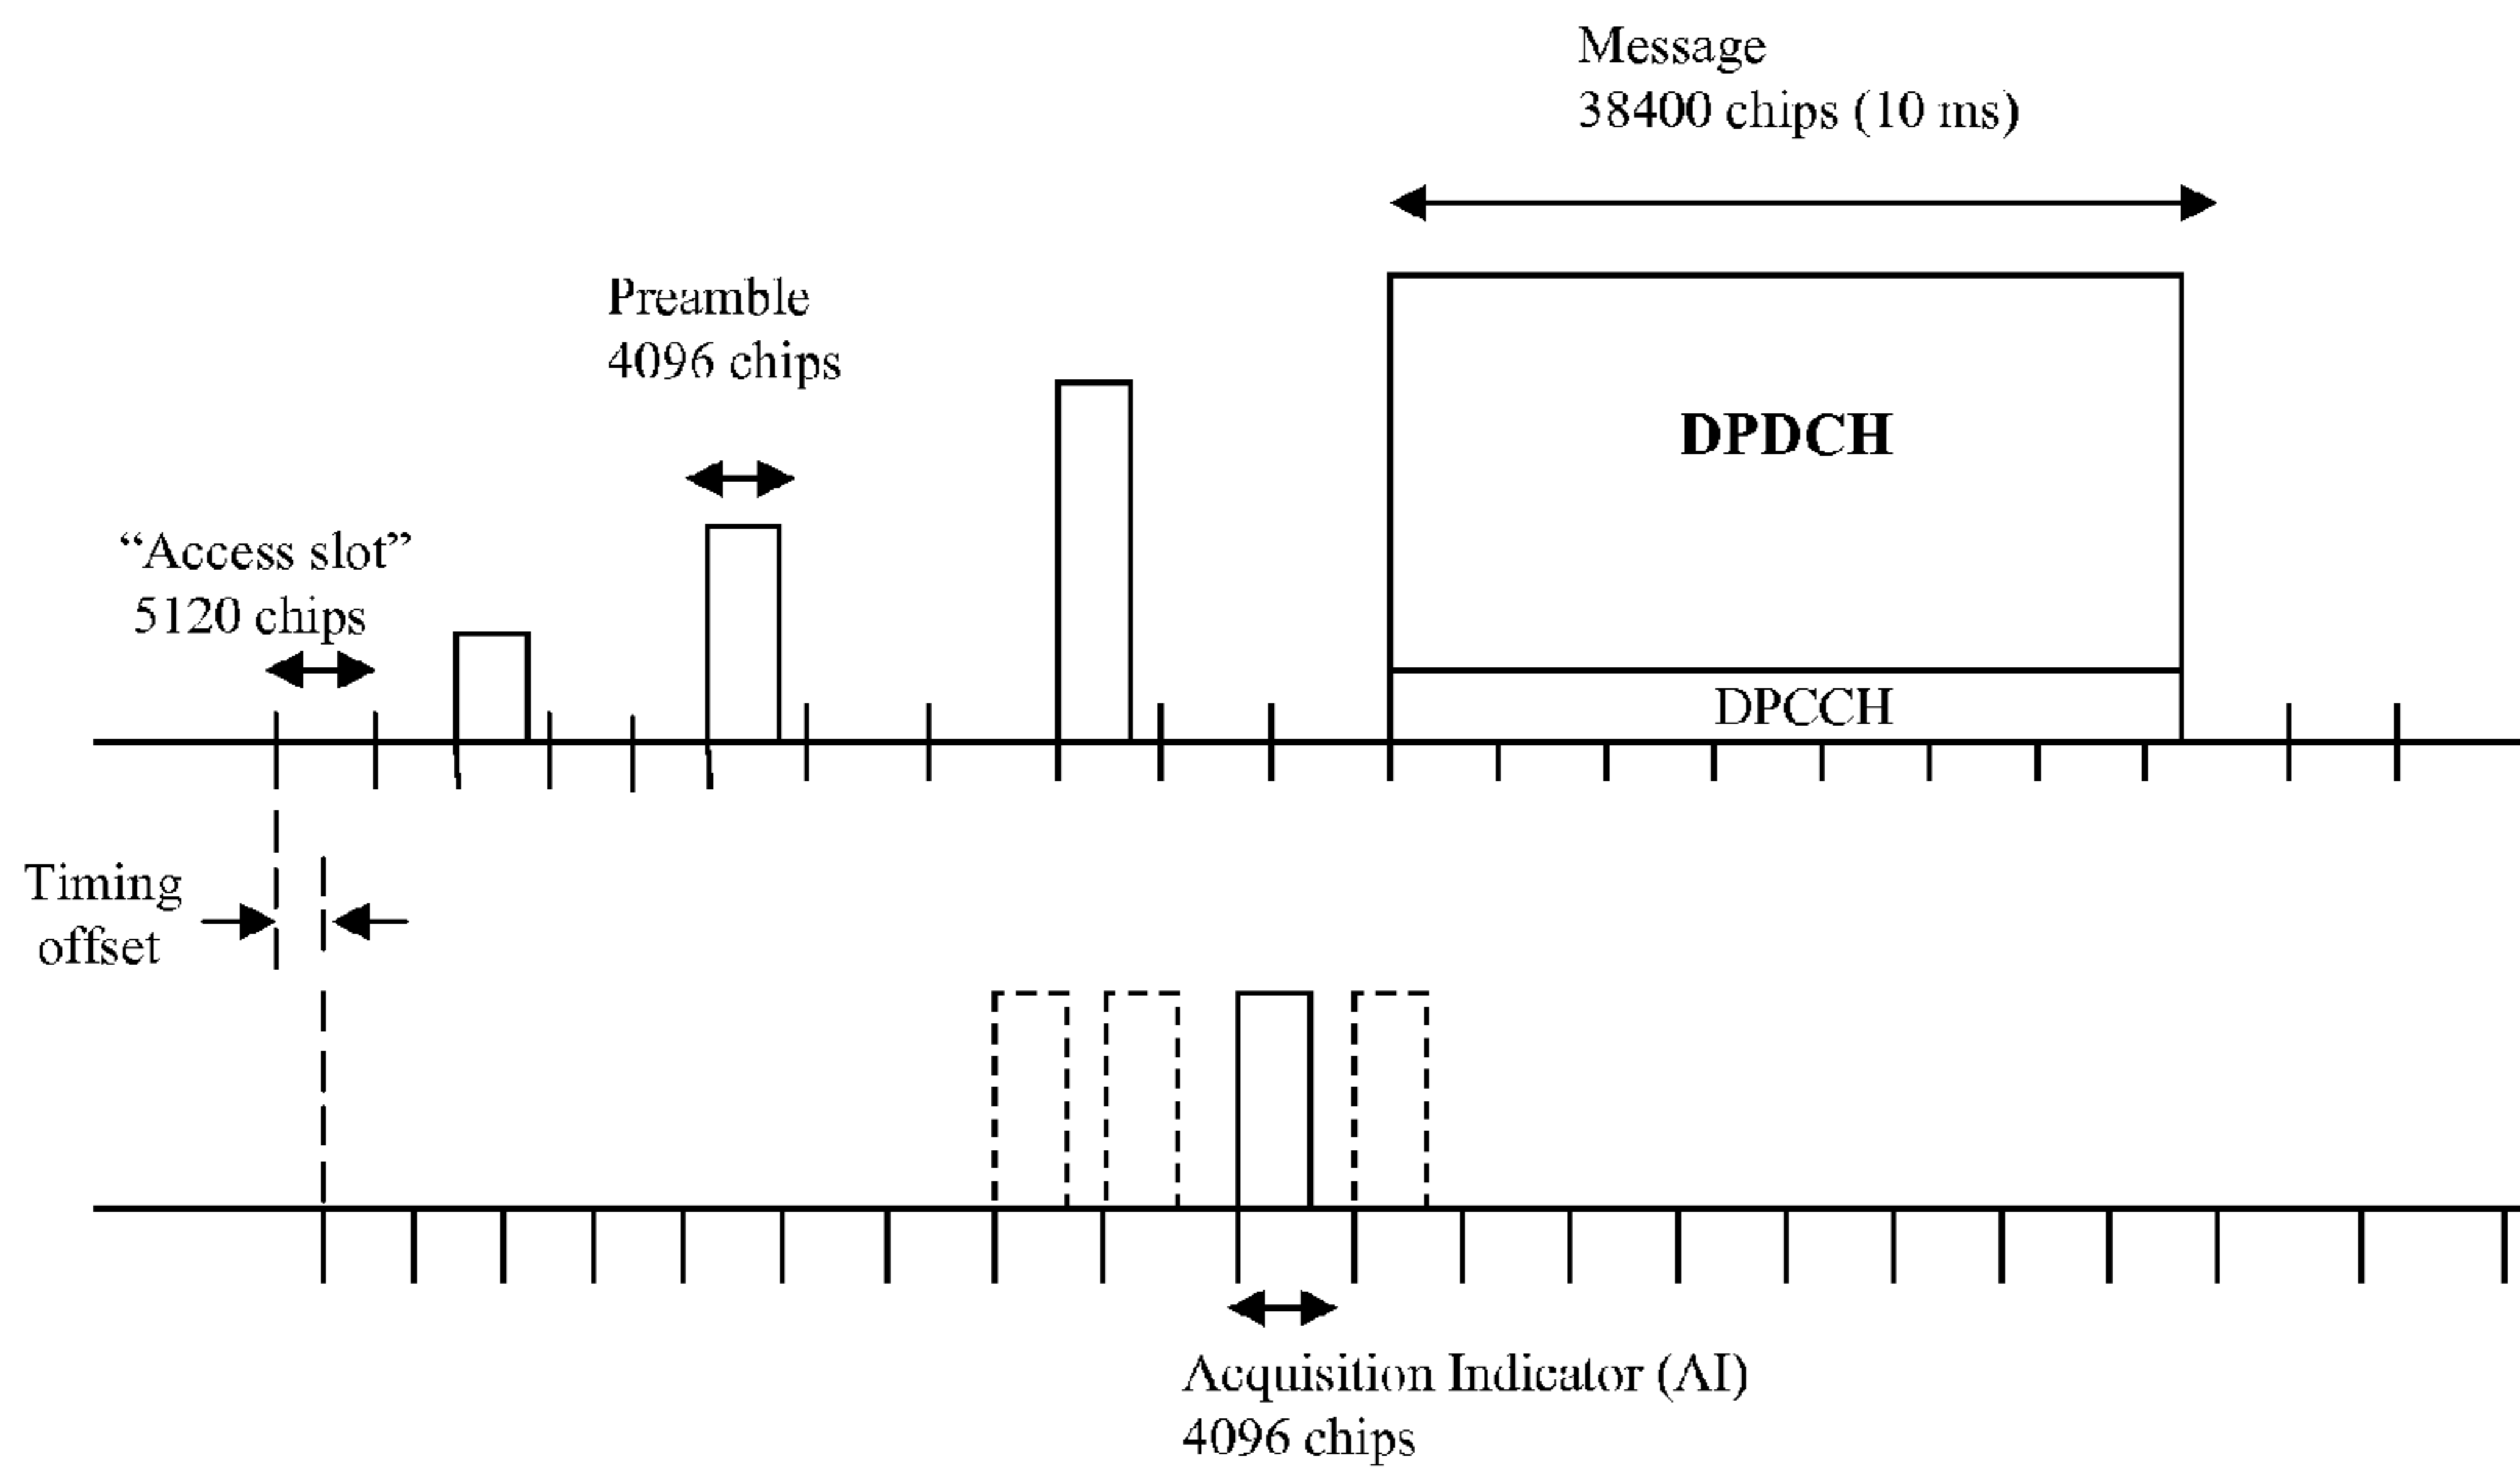 Message
38400 chips (10 ms)
Preamble
4096 chips
DPDCH
“Access slot”
5120 chips
DPCCH
Timing
offset
Acquisition Indicator (AI)
4096 chips